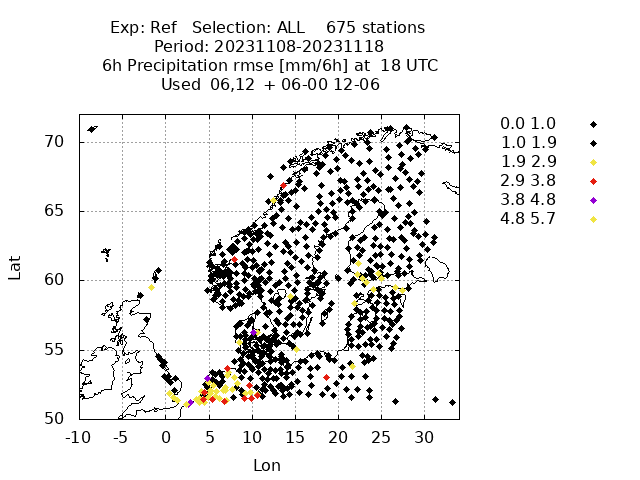 Exp: Ref Selection: ALL 675 stations
Period: 20231108-20231118
6h Precipitation rmse [mm/6h] at 18 UTC
Used 06,12 + 06-00 12-06
0.0 1.0
1.0 1.9
1.9 2.9
2.9 3.8
3.8 4.8
4.8 5.7
70
65
60
55
50
Lat
-10 -5 0 5 10 15 20 25 30
Lon